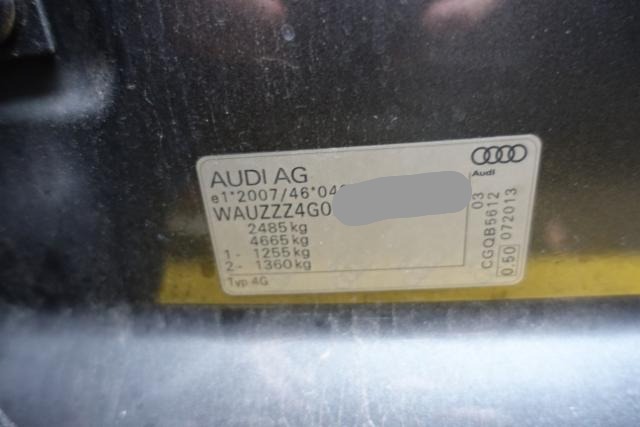 AUDI AG
e1*2007/46*04
WAUZZZ4G0
2485 kg
4665 kg
1- 1255 kg
2- 1360 kg
Typ 4G
Audi
03
CGQB5612
0.50 072013